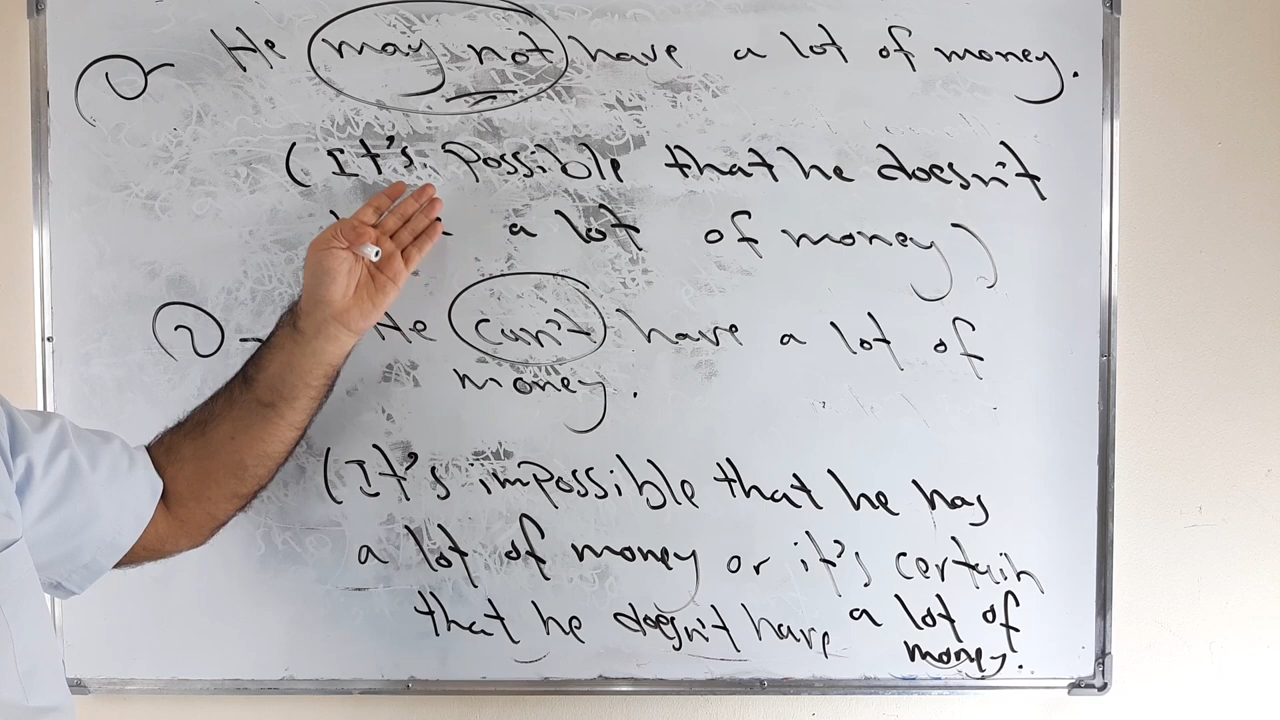 ①- He may not have a lot of money.
(It's possible that he doesn't
a lot of money)
②- He can't have a lot of
money.
(It's impossible that he has
a lot of money or it's certain
that he doesn't have a lot of
money.